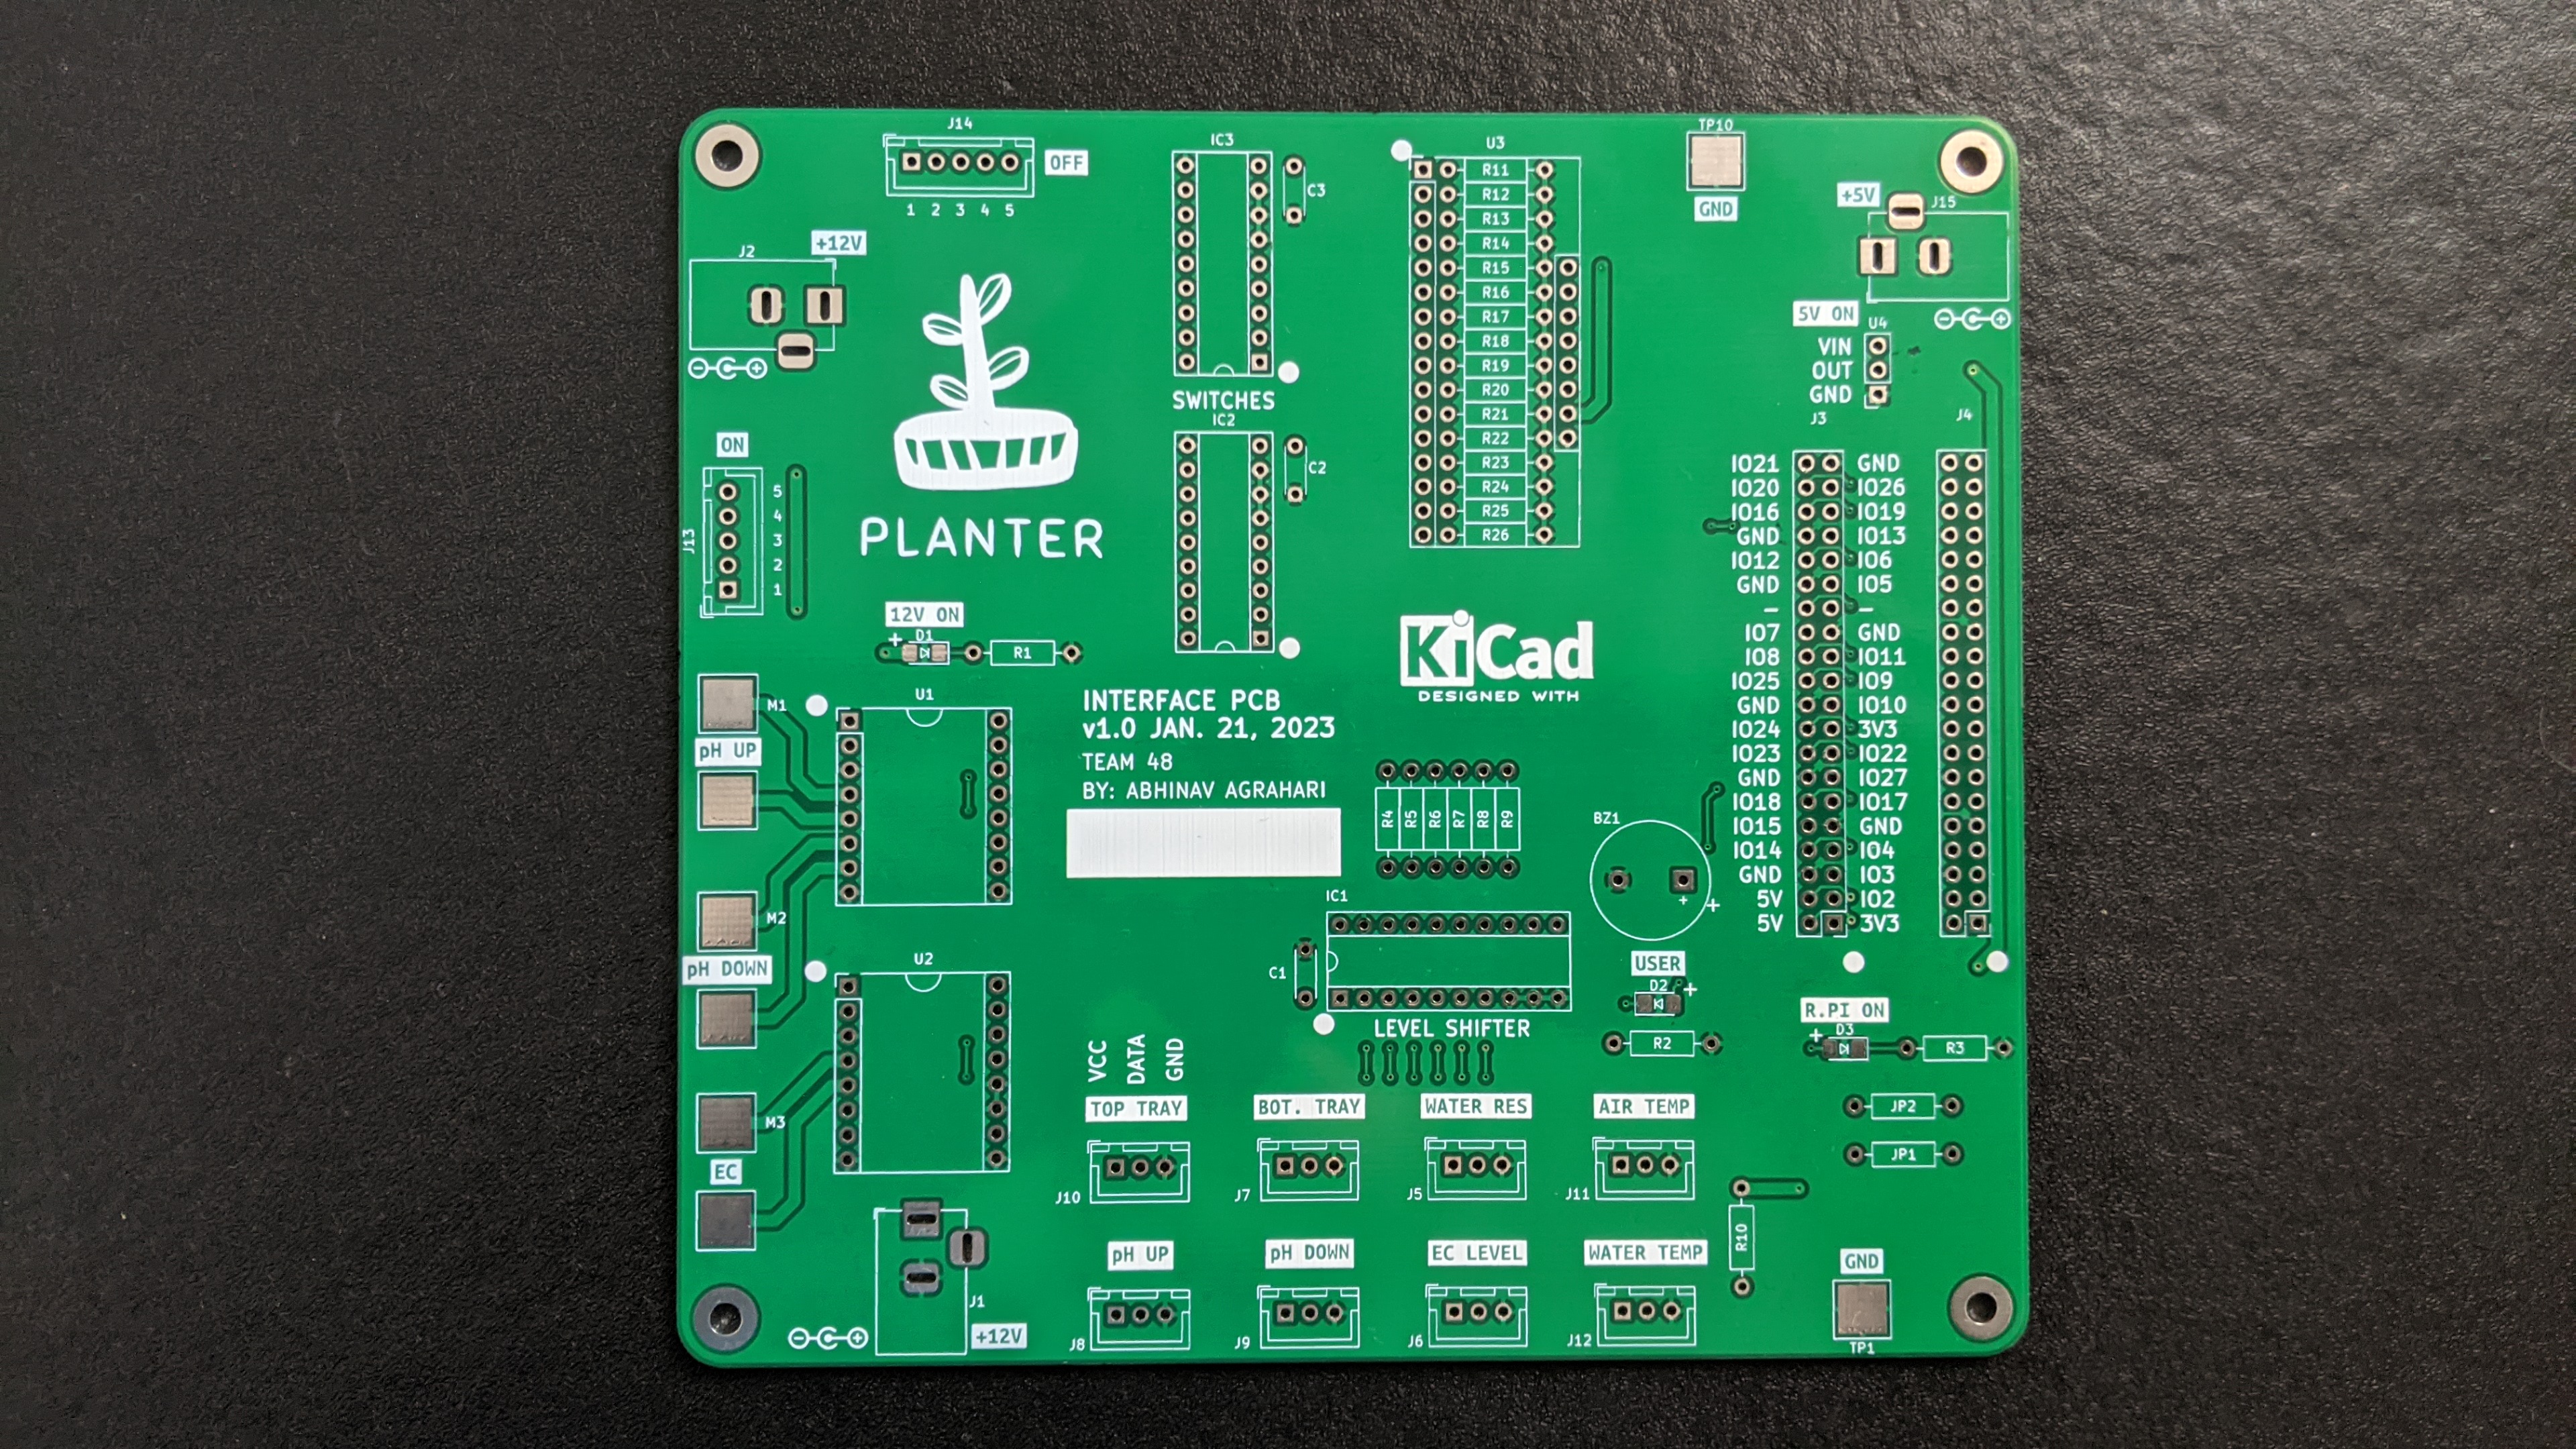 J14
OFF
1 2 3 4 5
IC3
C3
SWITCHES
IC2
C2
U3
R11
R12
R13
R14
R15
R16
R17
R18
R19
R20
R21
R22
R23
R24
R25
R26
TP10
GND
+5V
J15
5V ON
U4
VIN
OUT
GND
J2
+12V
PLANTER
ON
J13
5
4
3
2
1
12V ON
+
D1
R1
KiCad
DESIGNED WITH
INTERFACE PCB
v1.0 JAN. 21, 2023
TEAM 48
BY: ABHINAV AGRAHARI
J3
J4
IO21 GND
IO20 IO26
IO16 IO19
GND IO13
IO12 IO6
GND IO5
– –
IO7 GND
IO8 IO11
IO25 IO9
GND IO10
IO24 3V3
IO23 IO22
GND IO27
IO18 IO17
IO15 GND
IO14 IO4
GND IO3
5V IO2
5V 3V3
M1
pH UP
M2
pH DOWN
M3
EC
U1
U2
R4 R5 R6 R7 R8 R9
BZ1
+
+
IC1
C1
LEVEL SHIFTER
USER
D2
+
R2
R.PI ON
+
D3
R3
JP2
JP1
R10
GND
TP1
VCC
DATA
GND
TOP TRAY
J10
BOT. TRAY
J7
WATER RES
J5
AIR TEMP
J11
pH UP
J8
pH DOWN
J9
EC LEVEL
J6
WATER TEMP
J12
J1
+12V